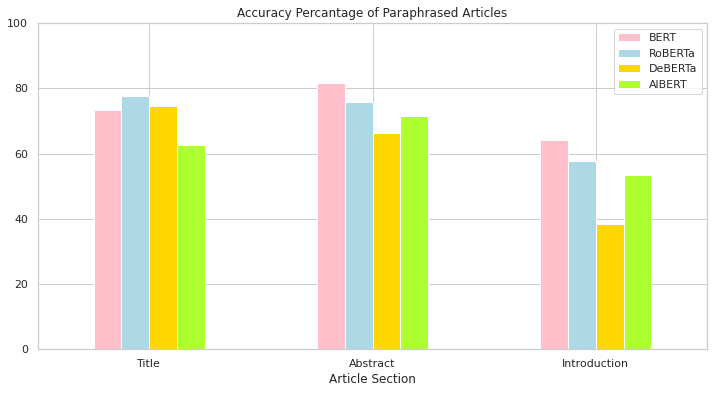 Accuracy Percantage of Paraphrased Articles
100
80
60
40
20
0
BERT
RoBERTa
DeBERTa
AlBERT
Title
Abstract
Introduction
Article Section